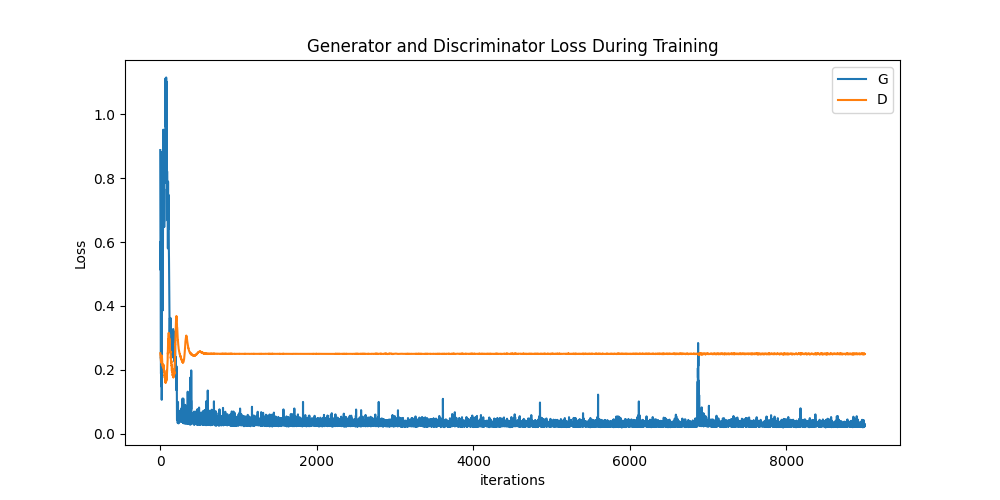 Generator and Discriminator Loss During Training
G
D
Loss
1.0
0.8
0.6
0.4
0.2
0.0
0 2000 4000 6000 8000
iterations